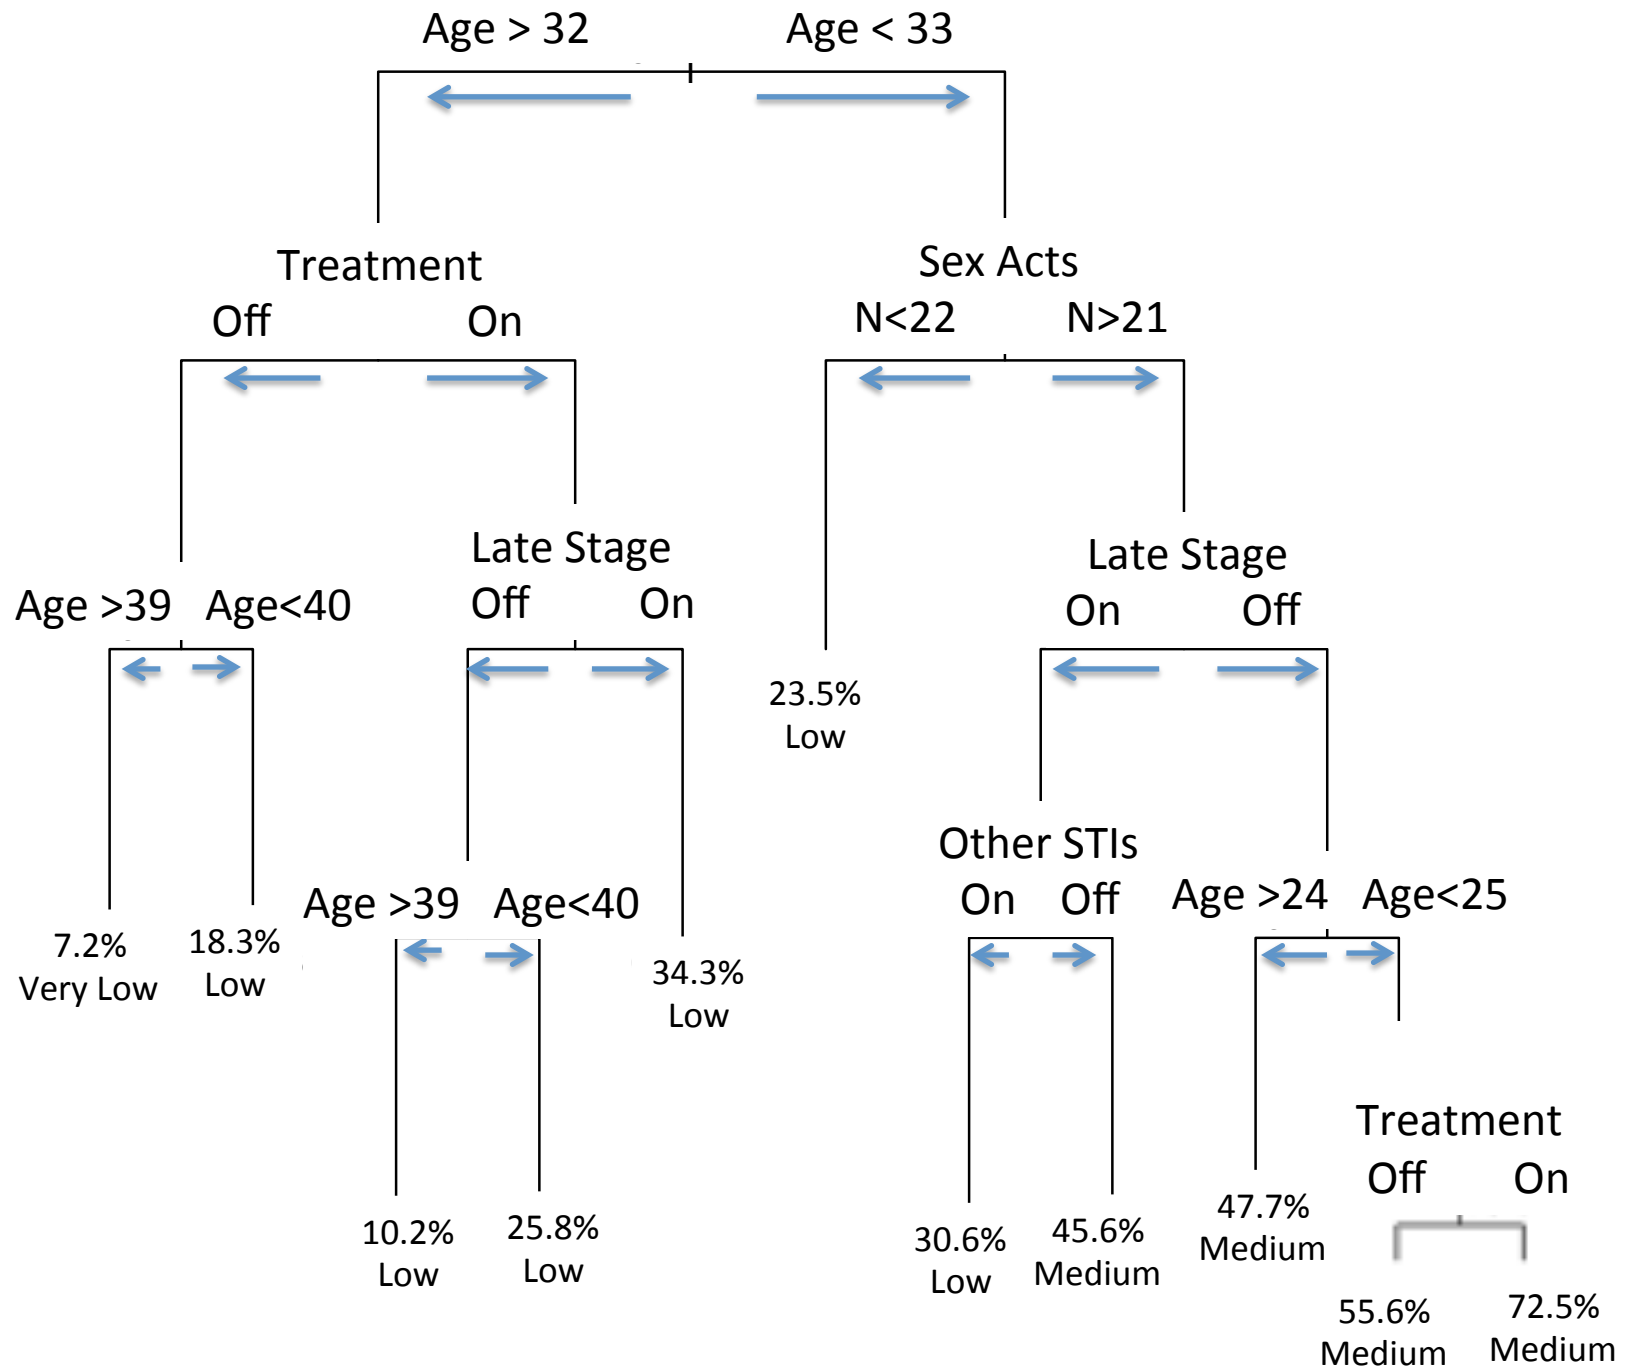 Age > 32 Age < 33
Treatment
Off On
Sex Acts
N<22 N>21
Late Stage
Off On
Late Stage
On Off
Age >39 Age<40
23.5%
Low
Other STIs
On Off
Age >39 Age<40
Age >24 Age<25
7.2%
Very Low
18.3%
Low
34.3%
Low
Treatment
Off On
10.2%
Low
25.8%
Low
30.6%
Low
45.6%
Medium
47.7%
Medium
55.6%
Medium
72.5%
Medium